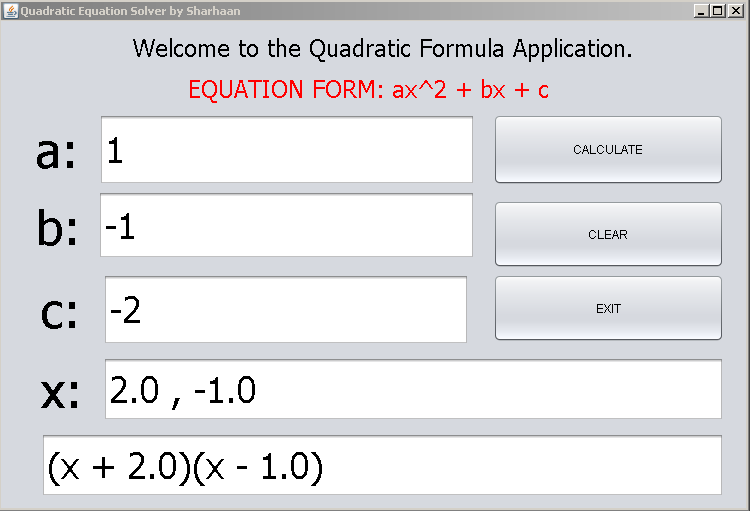 Quadratic Equation Solver by Sharhaan
Welcome to the Quadratic Formula Application.
EQUATION FORM: ax^2 + bx + c
a: 1 CALCULATE
b: -1 CLEAR
c: -2 EXIT
x: 2.0 , -1.0
(x + 2.0)(x - 1.0)